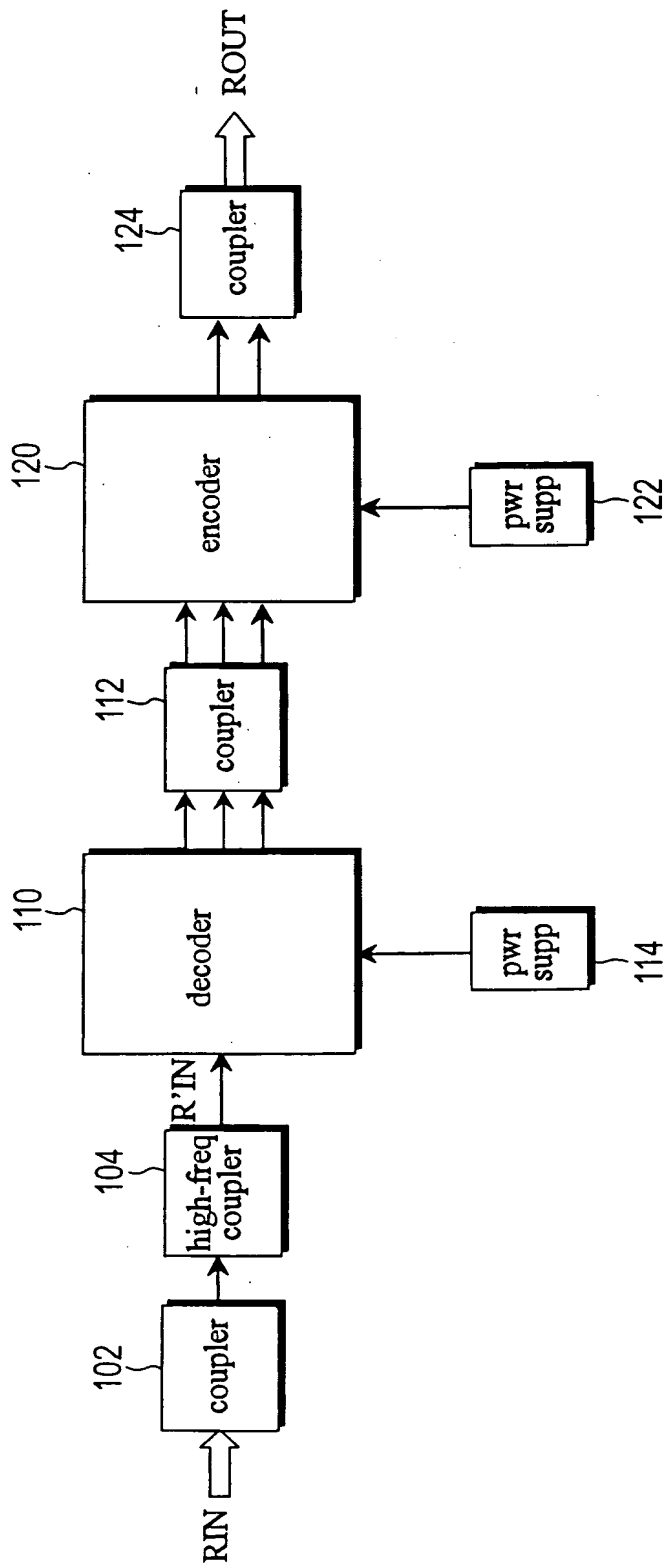 RIN
102
coupler
104
high-freq
coupler
R'IN
110
decoder
114
pwr
supp
112
coupler
120
encoder
122
pwr
supp
124
coupler
ROUT